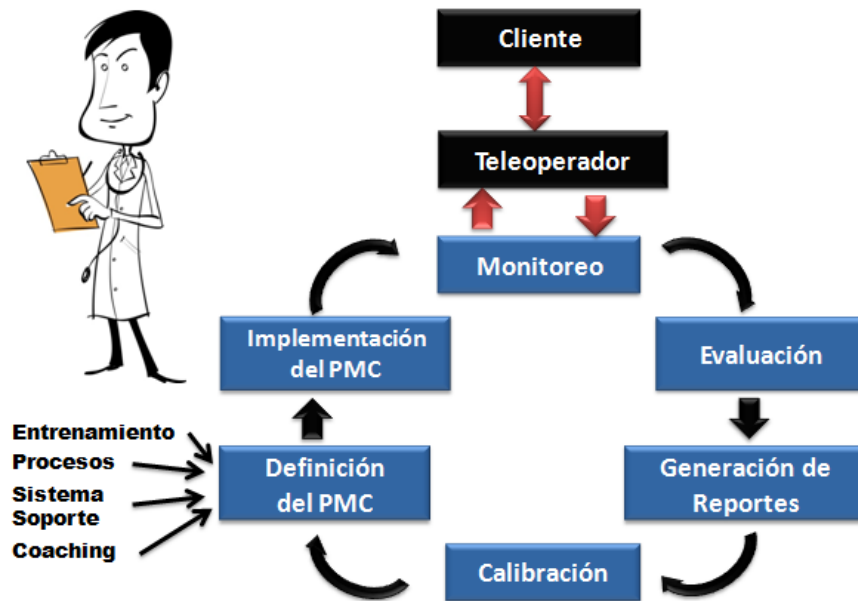 Cliente
Teleoperador
Monitoreo
Implementación
del PMC
Evaluación
Entrenamiento
Procesos
Sistema
Soporte
Coaching
Definición
del PMC
Generación de
Reportes
Calibración